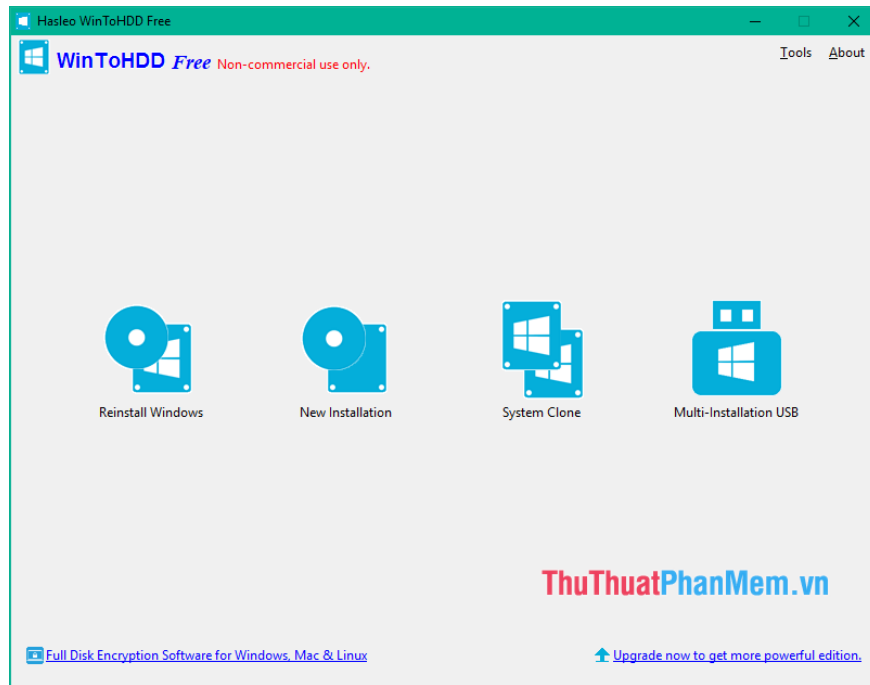 Hasleo WinToHDD Free
WinToHDD Free Non-commercial use only.
Tools About
Reinstall Windows
New Installation
System Clone
Multi-Installation USB
ThuThuatPhanMem.vn
Full Disk Encryption Software for Windows, Mac & Linux
Upgrade now to get more powerful edition.